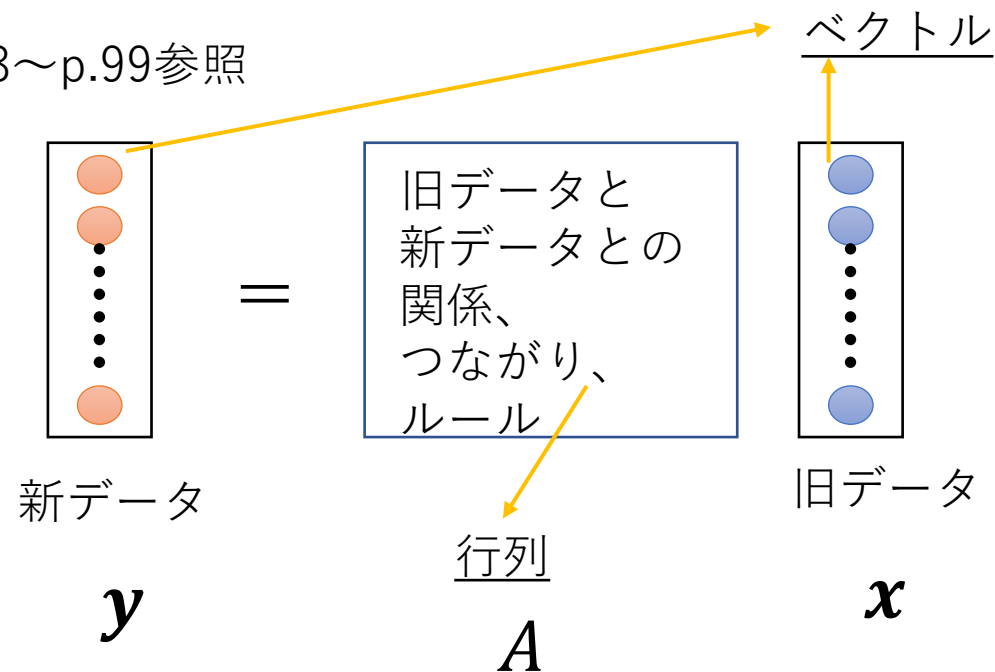 ベクトル
8～p.99参照
旧データと
新データとの
関係、
つながり、
ルール
=
新データ
旧データ
行列
y
A
x